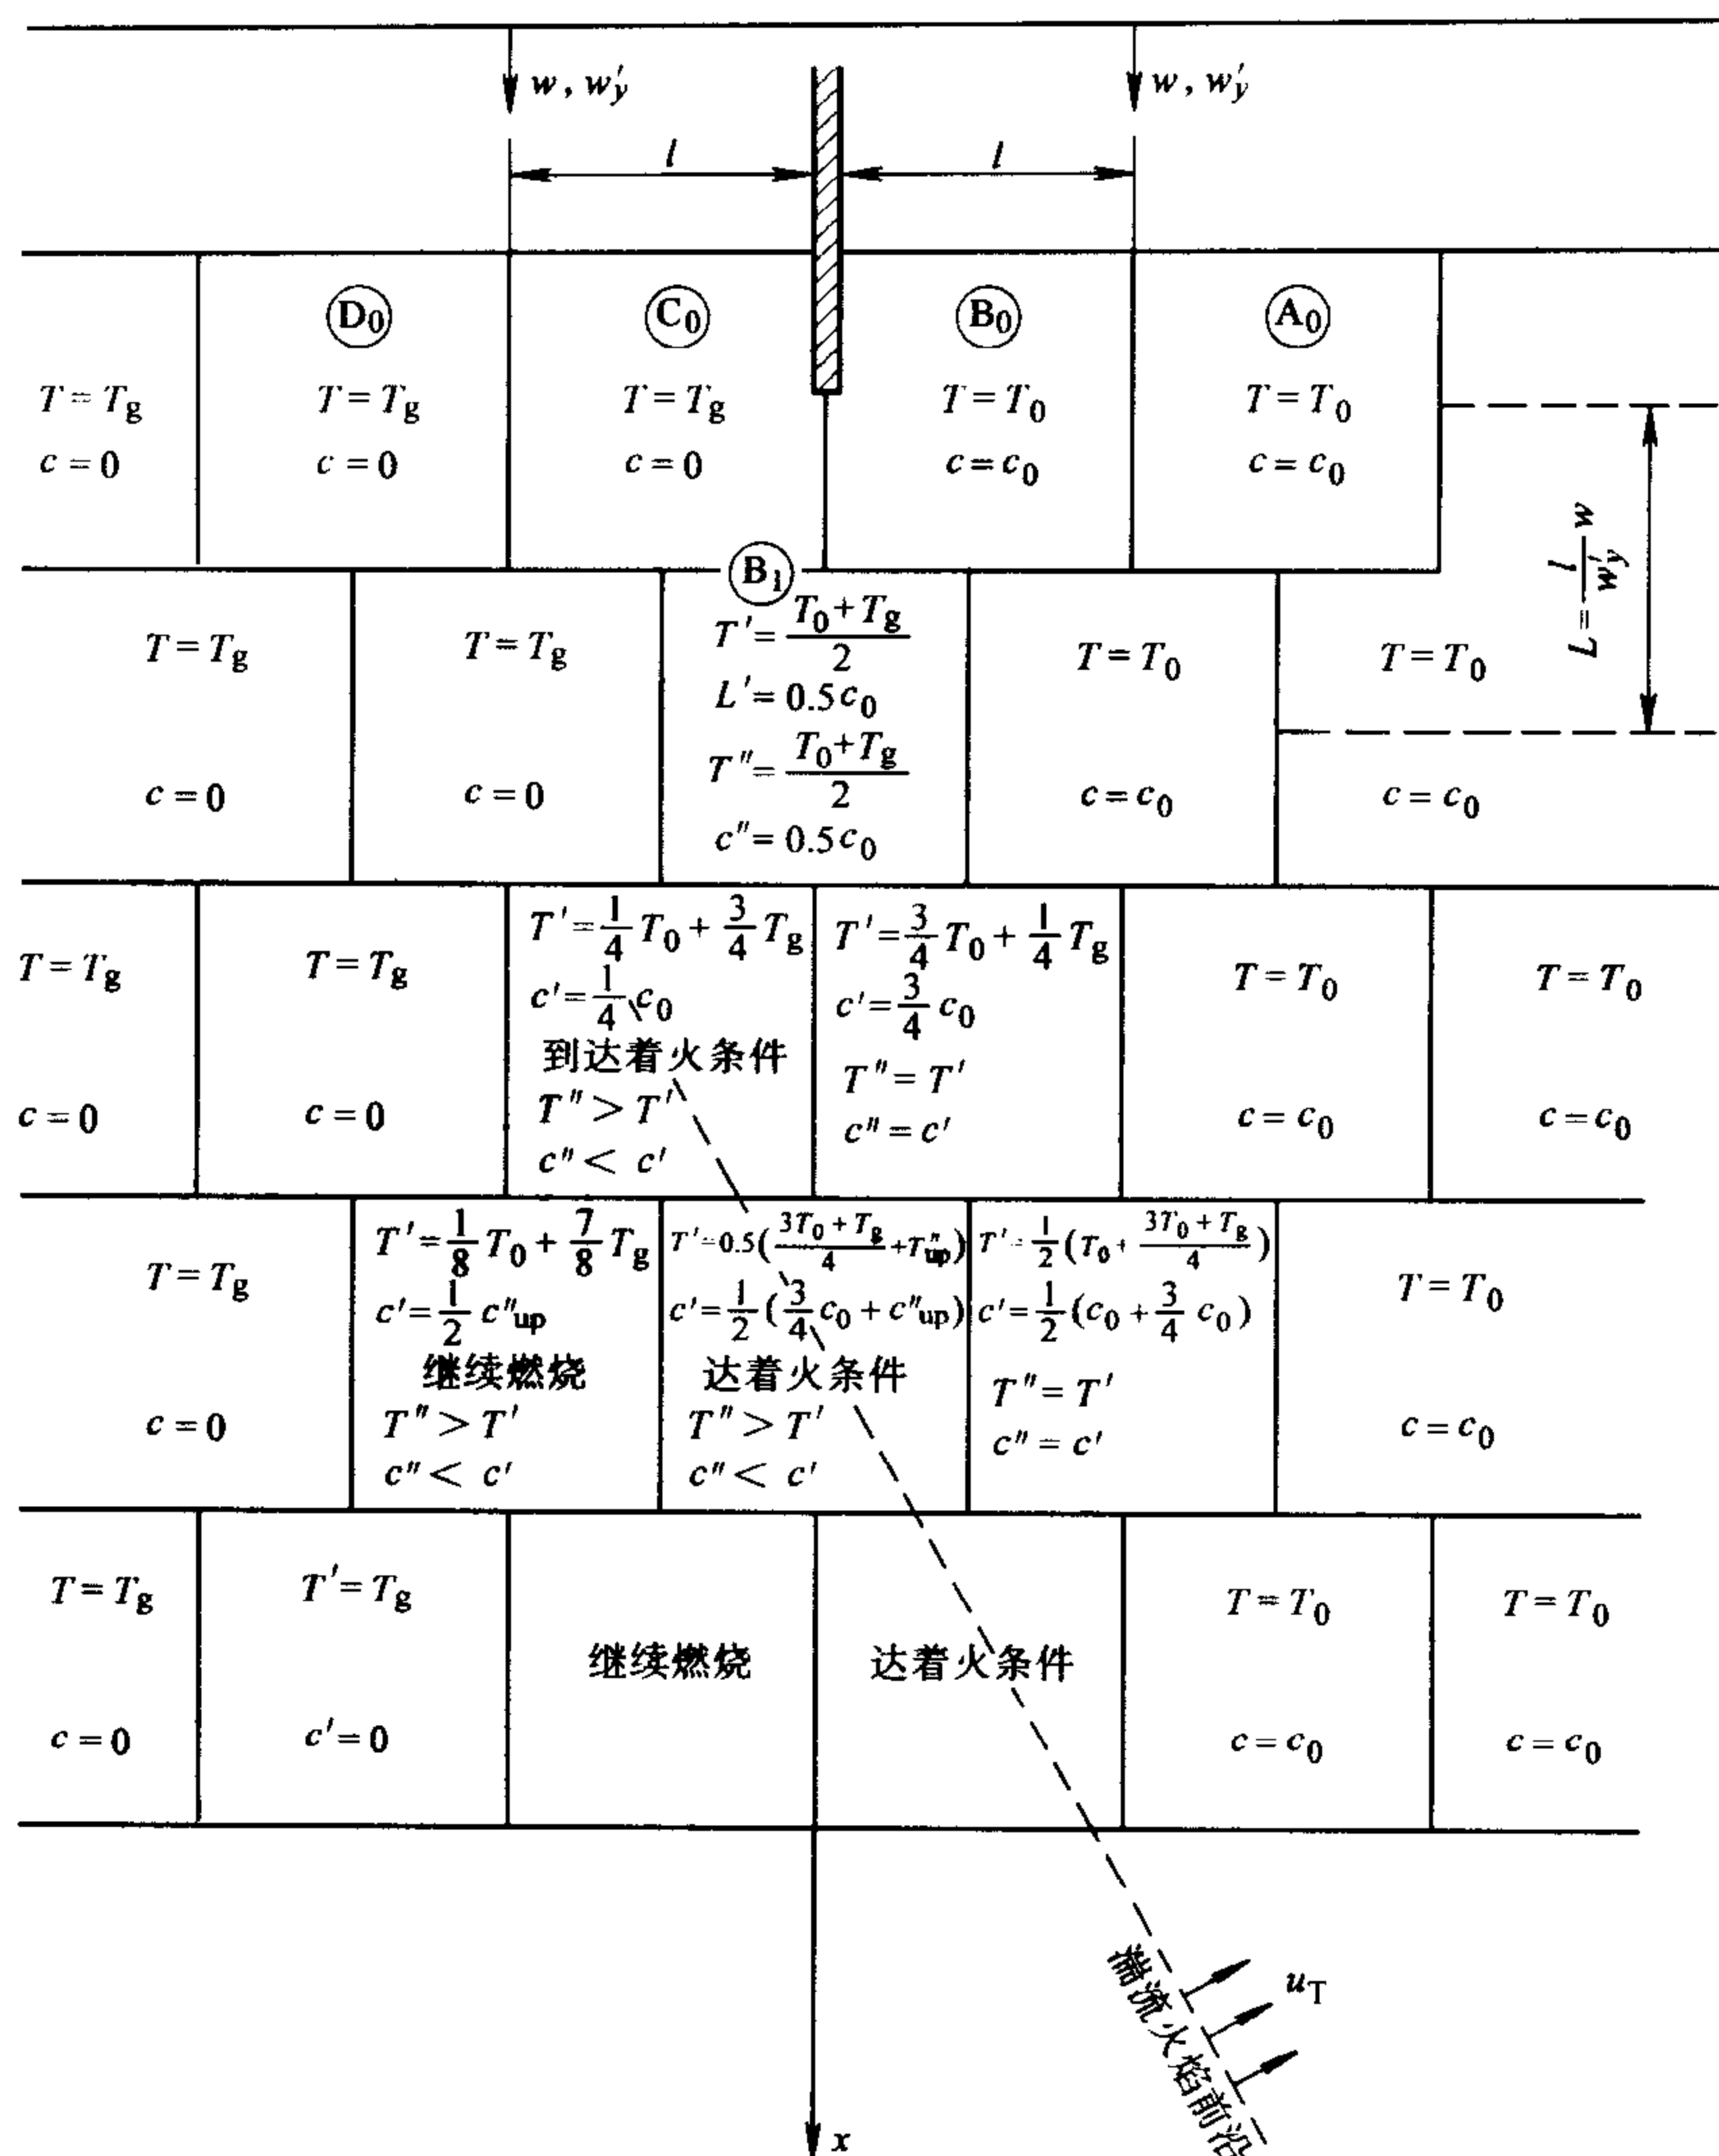 w, w′y w, w′y
l l
D0 C0 B0 A0
T = Tg T = Tg T = Tg T = T0 T = T0
c = 0 c = 0 c = 0 c = c0 c = c0
L = l/w′y w
B1
T = Tg T = Tg T′ = (T0 + Tg)/2 T = T0 T = T0
L′ = 0.5c0
T″ = (T0 + Tg)/2
c = 0 c = 0 c″ = 0.5c0 c = c0 c = c0
T = Tg T = Tg T′ = 1/4 T0 + 3/4 Tg T′ = 3/4 T0 + 1/4 Tg T = T0 T = T0
c′ = 1/4 c0 c′ = 3/4 c0
到达着火条件
c = 0 c = 0 T″ > T′ T″ = T′ c = c0 c = c0
c″ < c′ c″ = c′
T = Tg T′ = 1/8 T0 + 7/8 Tg T′ = 0.5((3T0 + Tg)/4 + T″up) T′ = 1/2(T0 + (3T0 + Tg)/4) T = T0
c′ = 1/2 c″up c′ = 1/2(3/4 c0 + c″up) c′ = 1/2(c0 + 3/4 c0)
继续燃烧 达着火条件
c = 0 T″ > T′ T″ > T′ T″ = T′ c = c0
c″ < c′ c″ < c′ c″ = c′
T = Tg T′ = Tg T = T0 T = T0
继续燃烧 达着火条件
c = 0 c′ = 0 c = c0 c = c0
湍流火焰前沿
uT
x